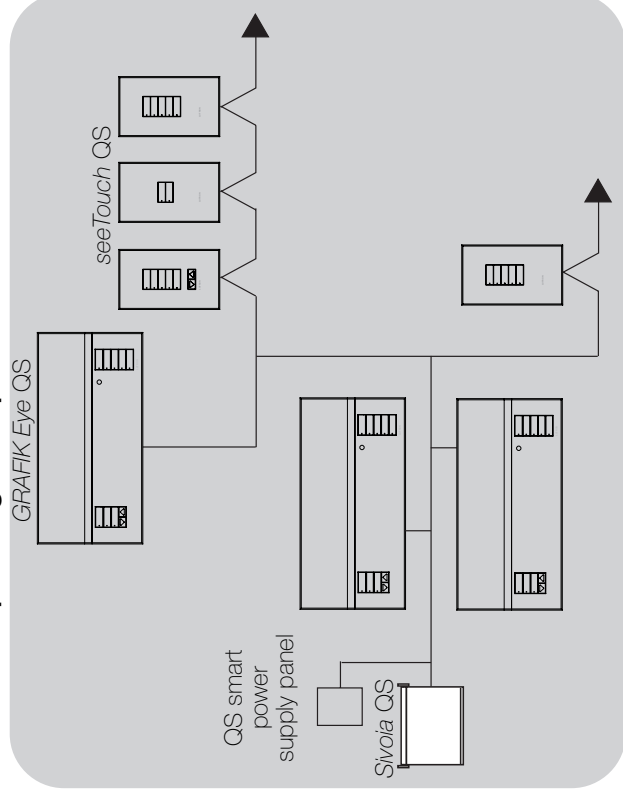 GRAFIK Eye QS
seeTouch QS
QS smart
power
supply panel
Sivoia QS